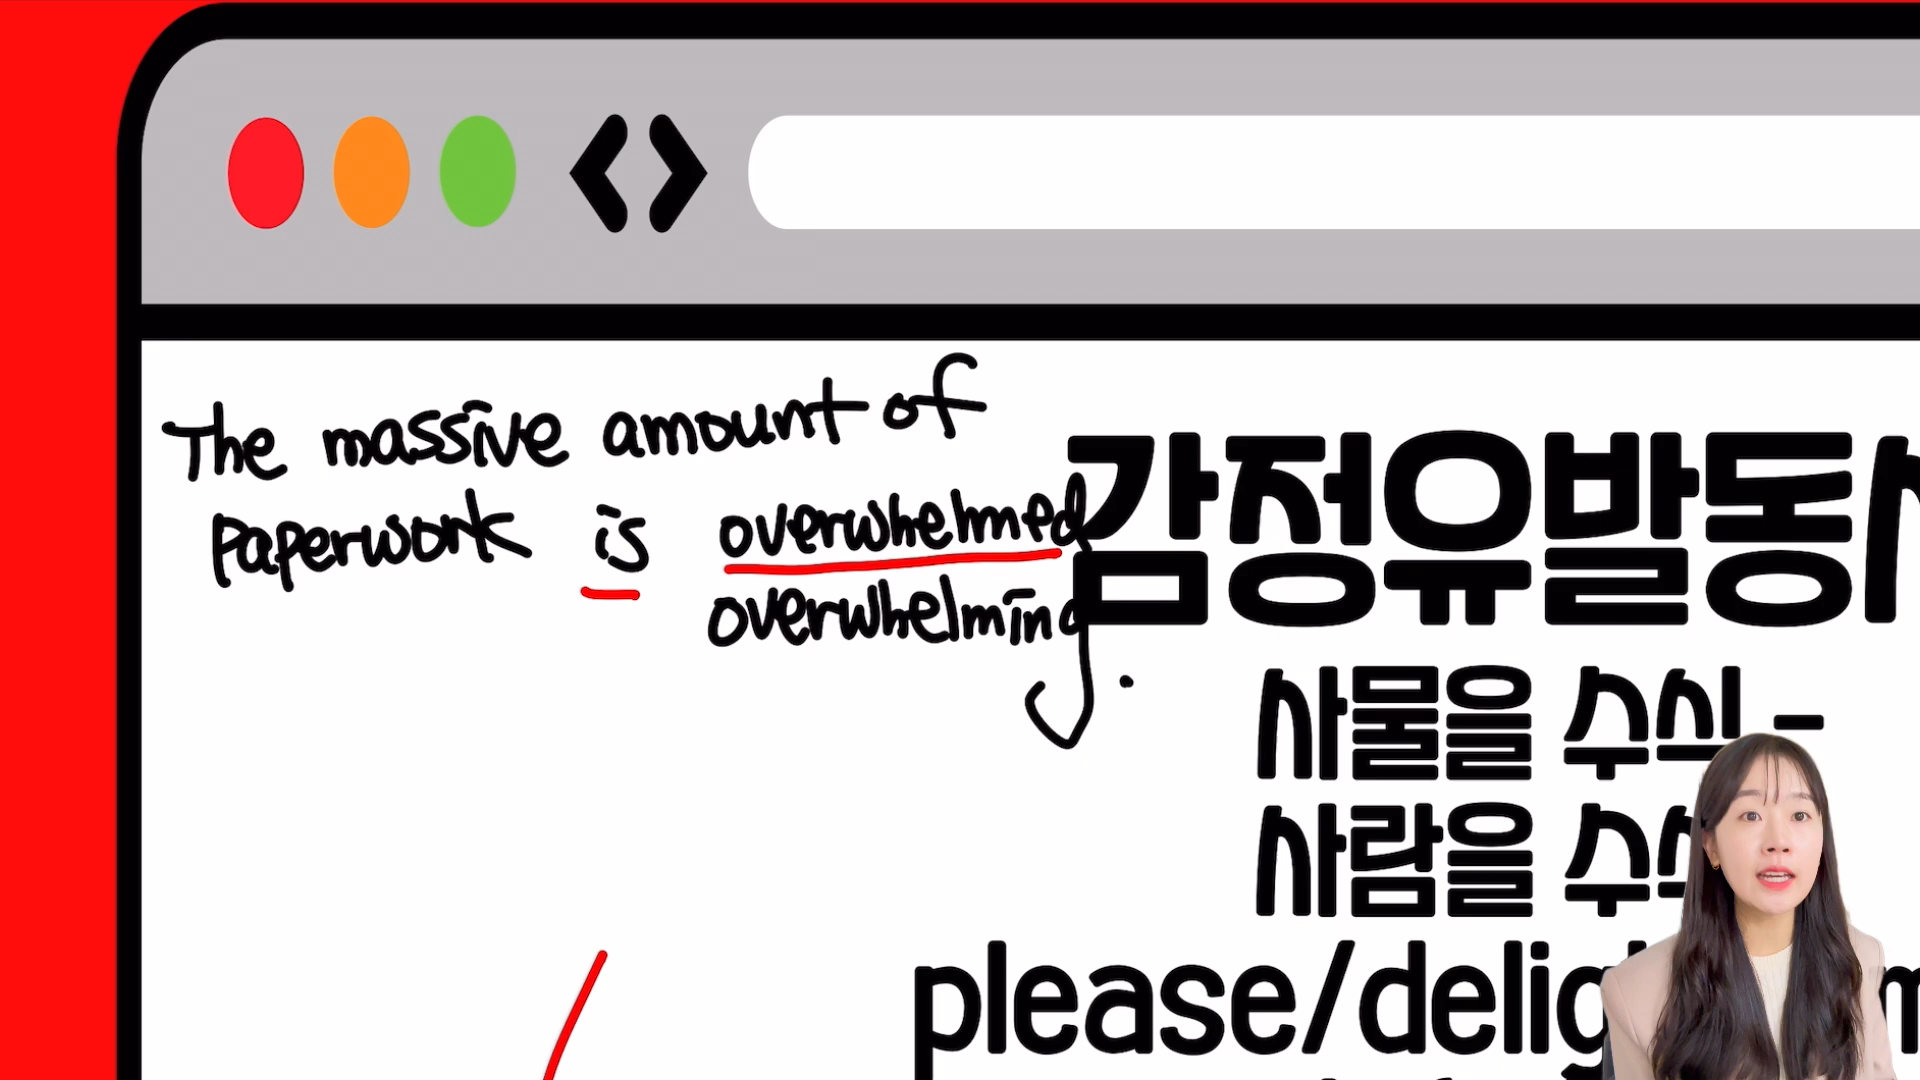 The massive amount of
paperwork is overwhelmed
overwhelming.
감정유발동
사물을 수식 -
사람을 수
please/delig